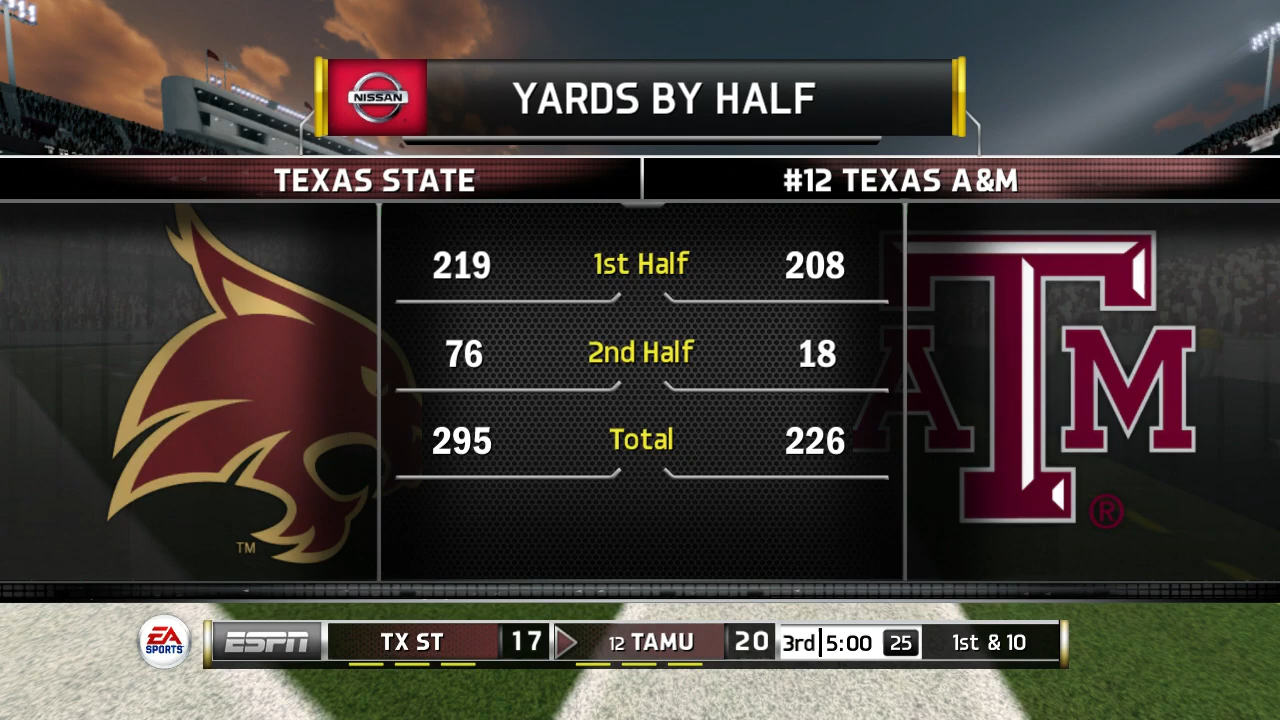 NISSAN
YARDS BY HALF
TEXAS STATE
#12 TEXAS A&M
219 1st Half 208
76 2nd Half 18
295 Total 226
TM
ATM
®
EA SPORTS
ESPN TX ST 17 12 TAMU 20 3rd 5:00 25 1st & 10